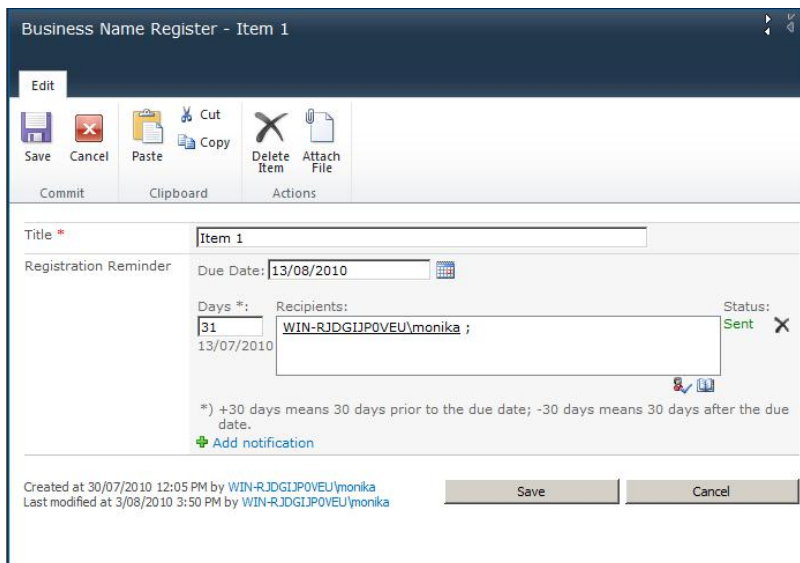 Business Name Register - Item 1
Edit
Save
Cancel
Paste
Cut
Copy
Delete Item
Attach File
Commit
Clipboard
Actions
Title *
Item 1
Registration Reminder
Due Date: 13/08/2010
Days *:
Recipients:
Status:
31
WIN-RJDGIJP0VEU\monika ;
Sent
13/07/2010
*) +30 days means 30 days prior to the due date; -30 days means 30 days after the due
date.
Add notification
Created at 30/07/2010 12:05 PM by WIN-RJDGIJP0VEU\monika
Last modified at 3/08/2010 3:50 PM by WIN-RJDGIJP0VEU\monika
Save
Cancel